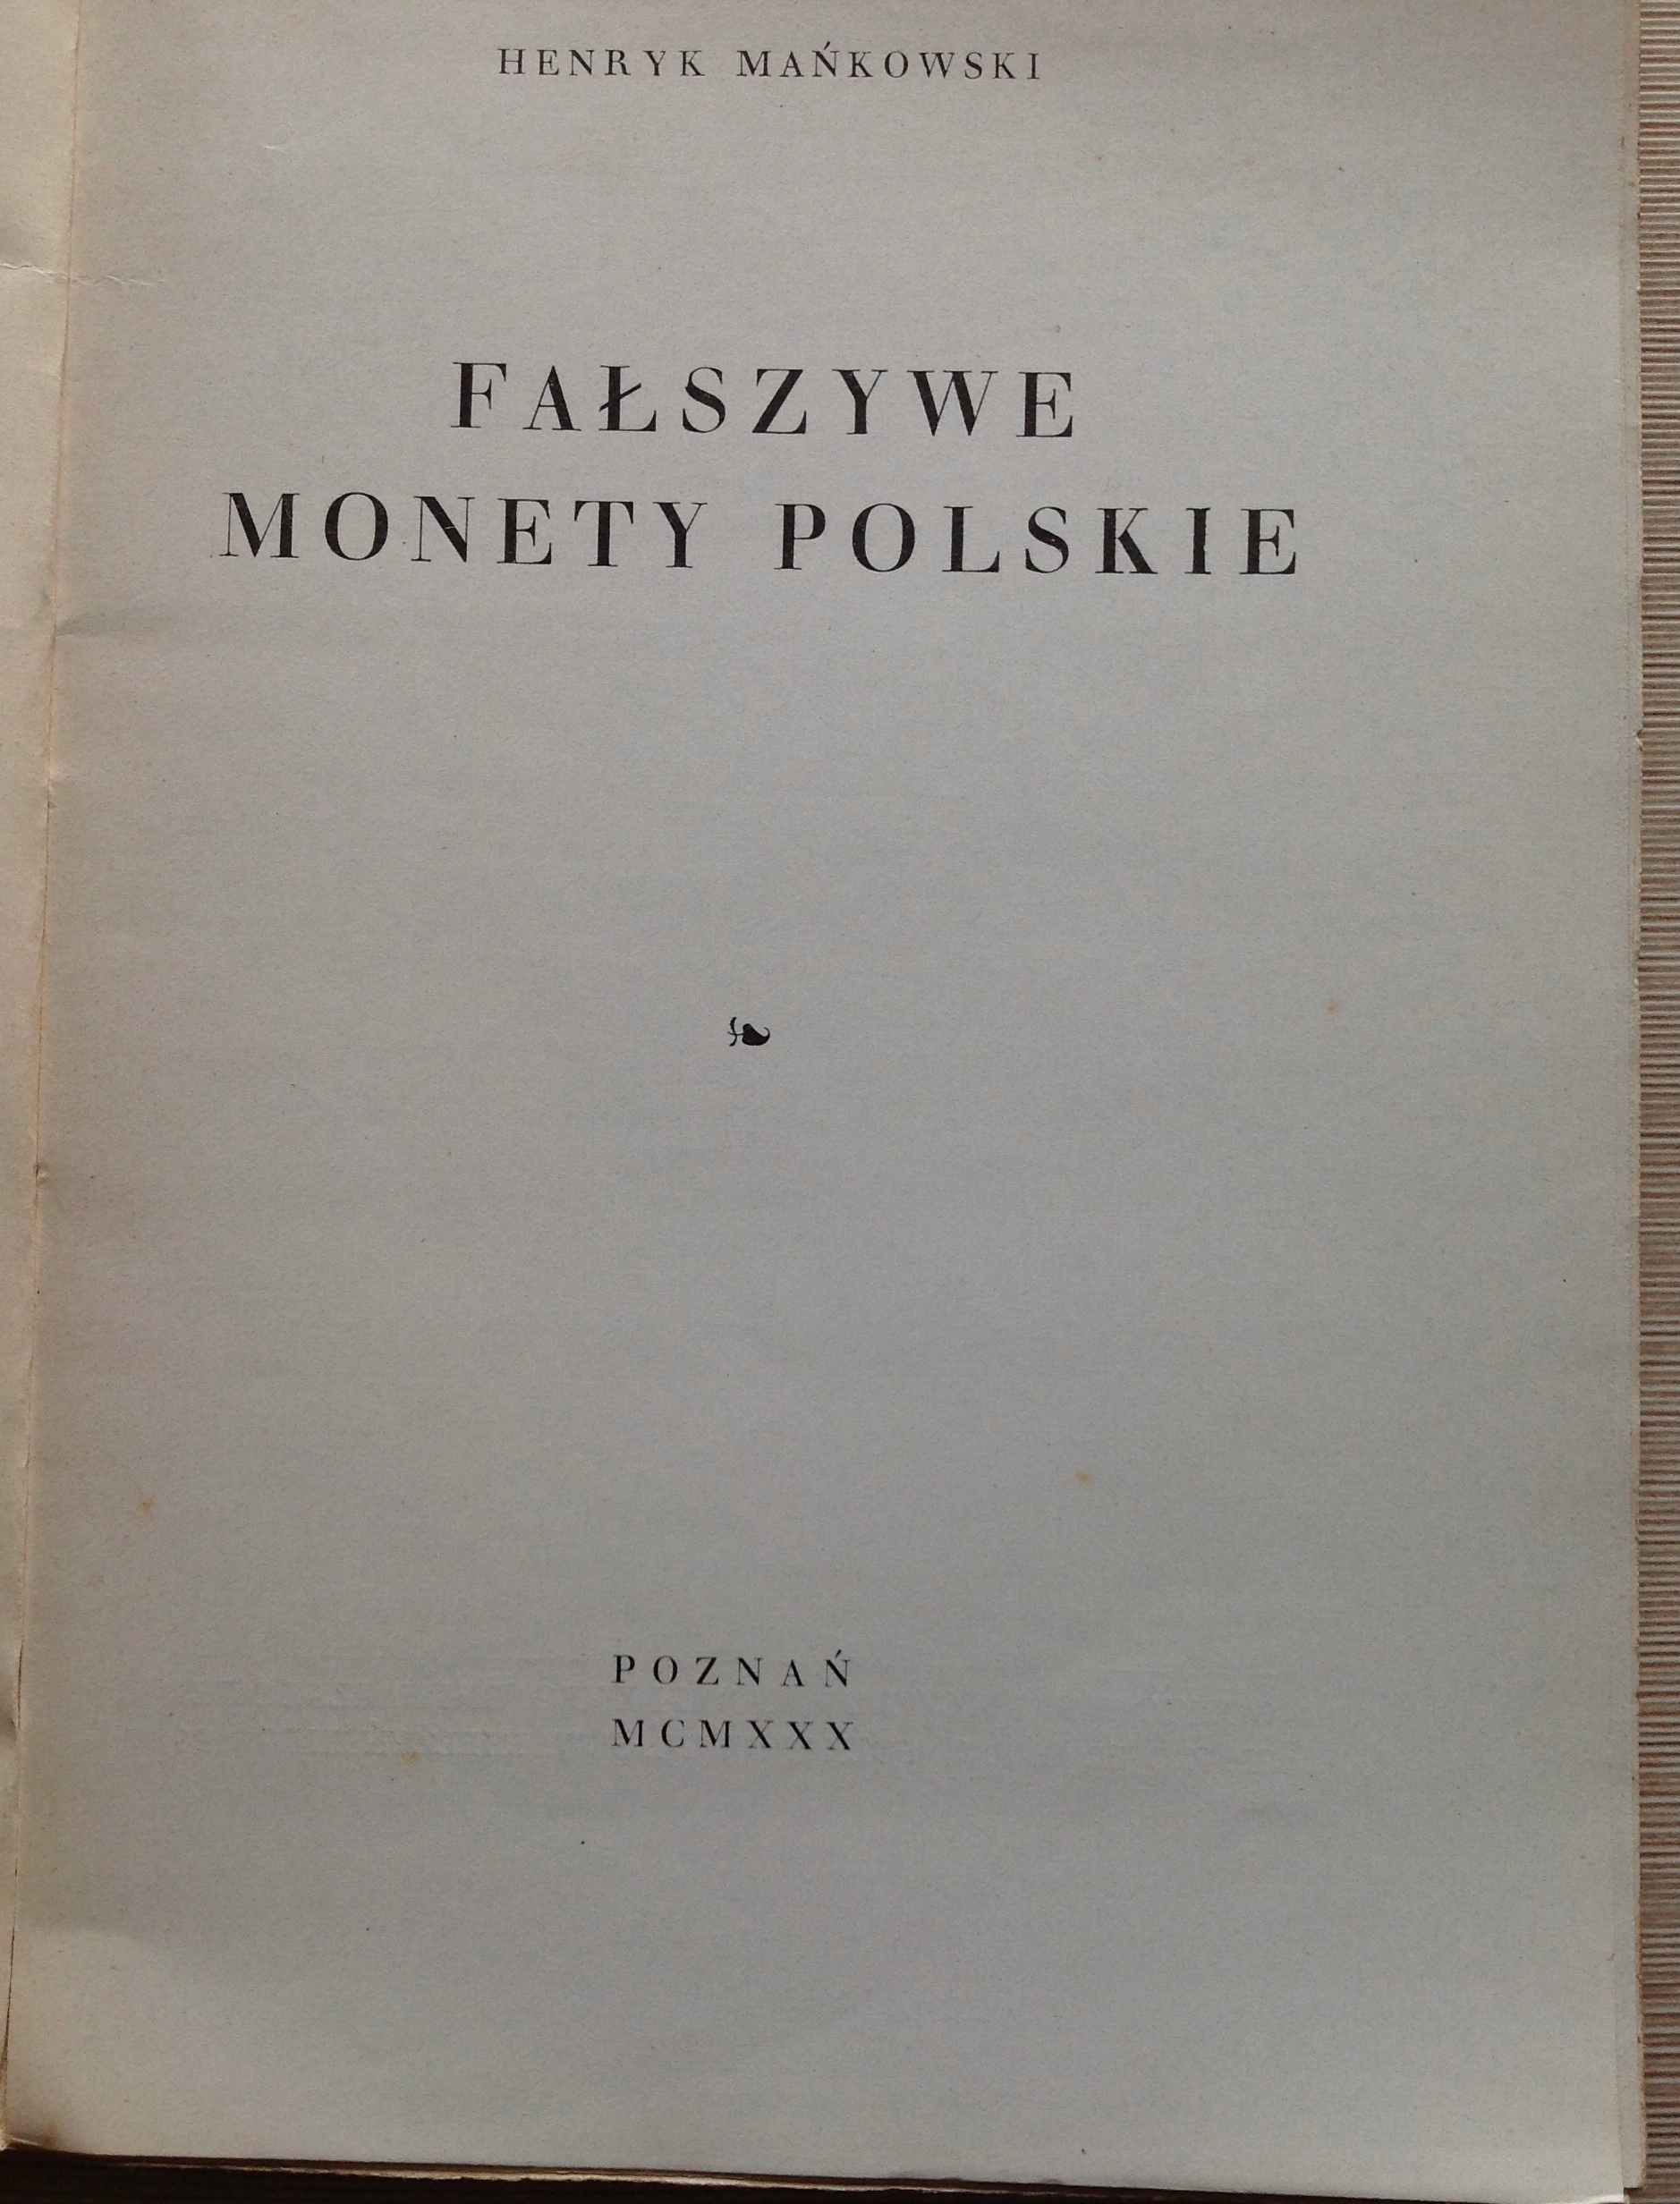 HENRYK MAŃKOWSKI
FAŁSZYWE
MONETY POLSKIE
POZNAŃ
MCMXXX